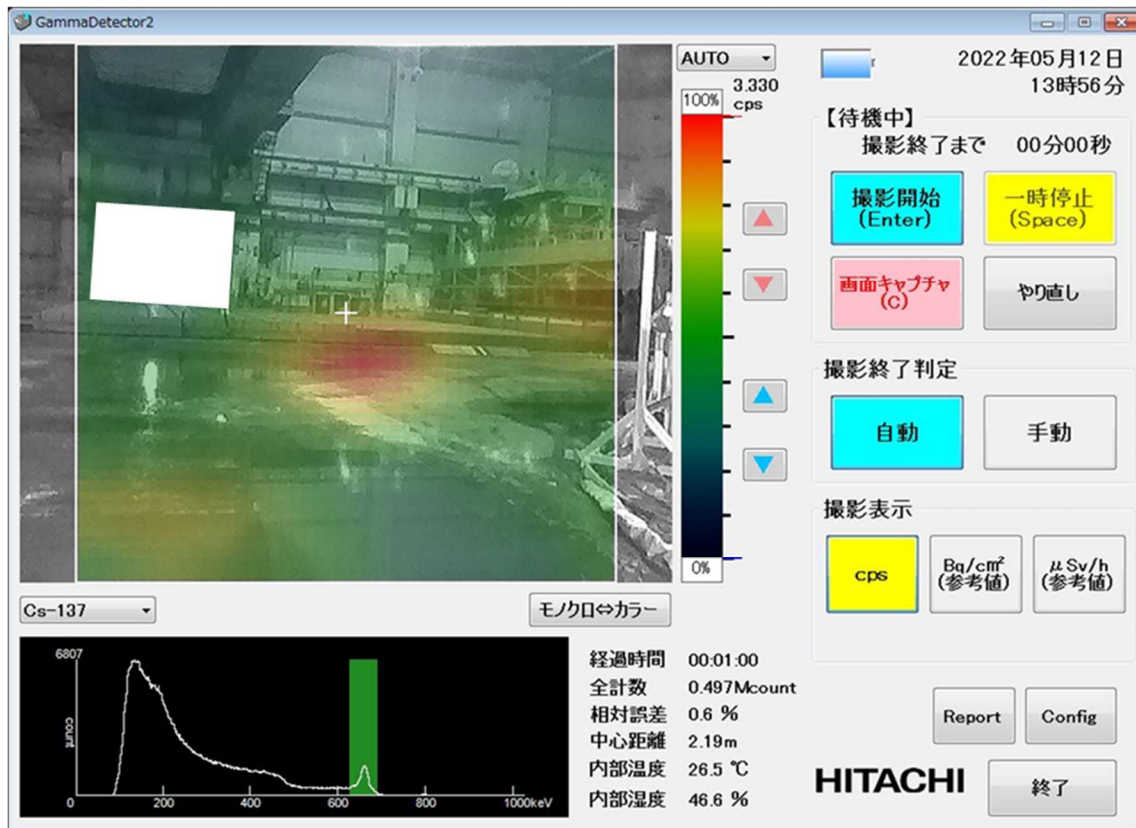 GammaDetector2
AUTO
3.330
cps
100%
0%
2022年05月12日
13時56分
【待機中】
撮影終了まで 00分00秒
撮影開始
(Enter)
一時停止
(Space)
画面キャプチャ
(C)
やり直し
撮影終了判定
自動
手動
撮影表示
cps
Bq/cm²
(参考値)
μSv/h
(参考値)
Cs-137
モノクロ⇔カラー
6807
count
0 200 400 600 800 1000keV
経過時間 00:01:00
全計数 0.497Mcount
相対誤差 0.6 %
中心距離 2.19m
内部温度 26.5 ℃
内部湿度 46.6 %
Report
Config
HITACHI
終了